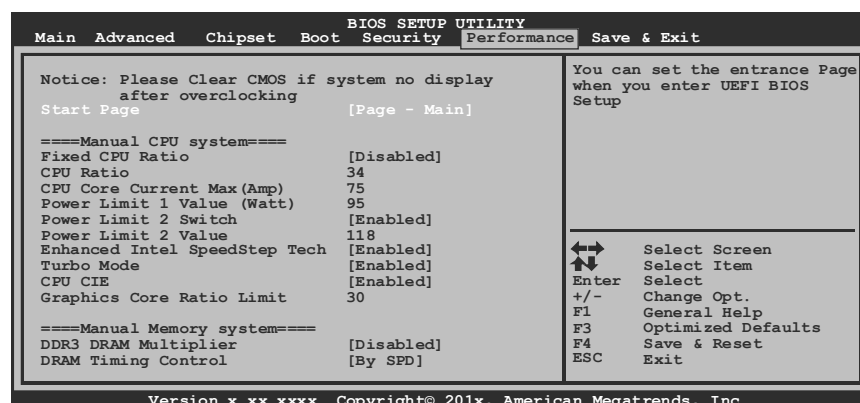 BIOS SETUP UTILITY
Main Advanced Chipset Boot Security Performance Save & Exit
Notice: Please Clear CMOS if system no display
after overclocking
Start Page [Page - Main]
====Manual CPU system====
Fixed CPU Ratio [Disabled]
CPU Ratio 34
CPU Core Current Max(Amp) 75
Power Limit 1 Value (Watt) 95
Power Limit 2 Switch [Enabled]
Power Limit 2 Value 118
Enhanced Intel SpeedStep Tech [Enabled]
Turbo Mode [Enabled]
CPU CIE [Enabled]
Graphics Core Ratio Limit 30
====Manual Memory system====
DDR3 DRAM Multiplier [Disabled]
DRAM Timing Control [By SPD]
You can set the entrance Page
when you enter UEFI BIOS
Setup
Select Screen
Select Item
Enter Select
+/- Change Opt.
F1 General Help
F3 Optimized Defaults
F4 Save & Reset
ESC Exit
Version x.xx.xxxx. Copyright© 201x, American Megatrends, Inc.